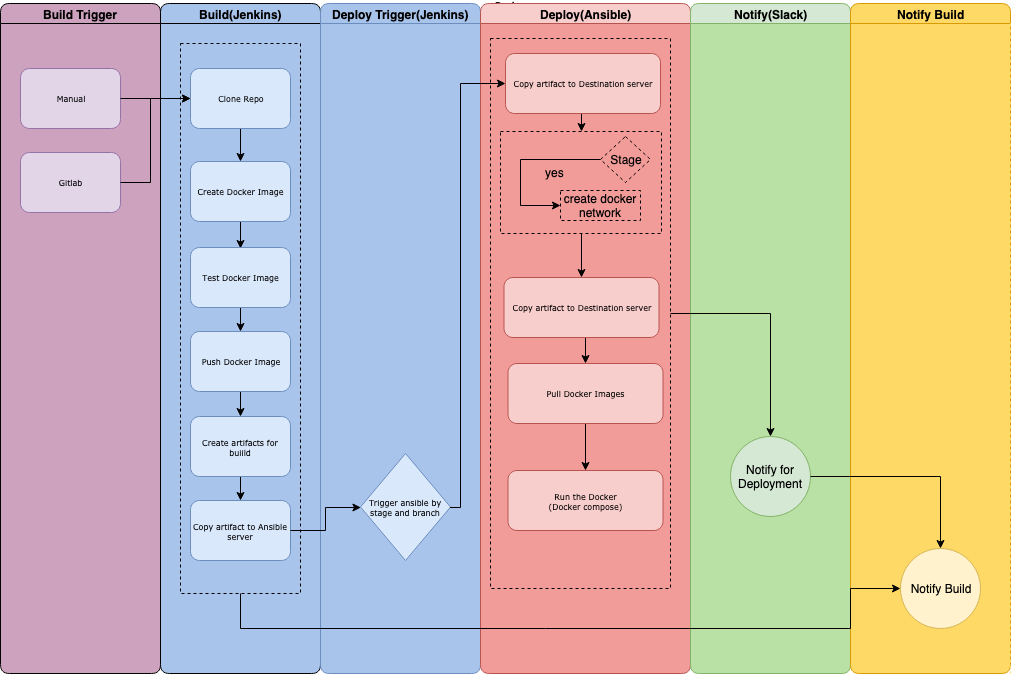 Build Trigger
Build(Jenkins)
Deploy Trigger(Jenkins)
Deploy(Ansible)
Notify(Slack)
Notify Build
Manual
Gitlab
Clone Repo
Create Docker Image
Test Docker Image
Push Docker Image
Create artifacts for
buiild
Copy artifact to Ansible
server
Trigger ansible by
stage and branch
Copy artifact to Destination server
Stage
yes
create docker
network
Copy artifact to Destination server
Pull Docker Images
Run the Docker
(Docker compose)
Notify for
Deployment
Notify Build